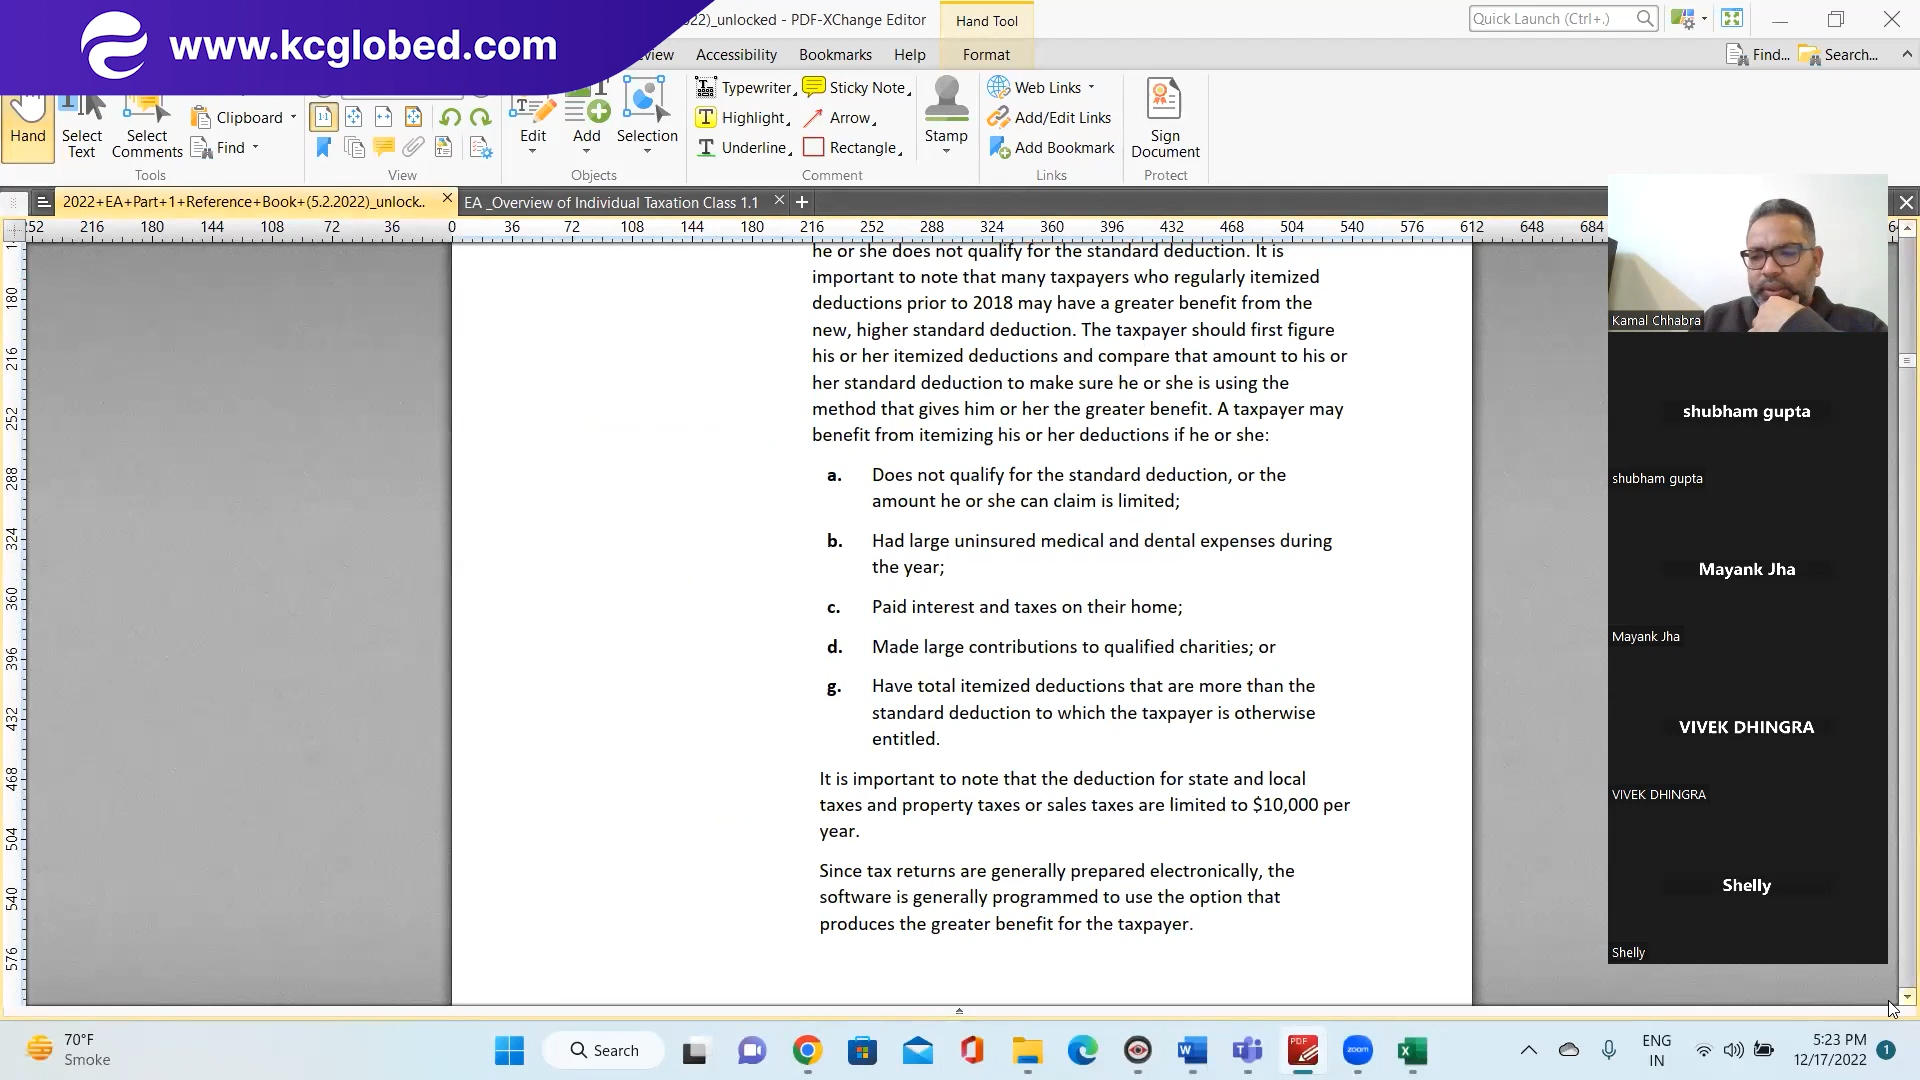 www.kcglobed.com
22)_unlocked - PDF-XChange Editor
Hand Tool
Quick Launch (Ctrl+.)
view
Accessibility
Bookmarks
Help
Format
Find...
Search...
Hand
Select
Text
Select
Comments
Clipboard
Find
Tools
View
Edit
Add
Selection
Objects
Typewriter
Highlight
Underline
Sticky Note
Arrow
Rectangle
Comment
Stamp
Web Links
Add/Edit Links
Add Bookmark
Links
Sign
Document
Protect
2022+EA+Part+1+Reference+Book+(5.2.2022)_unlock..
EA _Overview of Individual Taxation Class 1.1
252 216 180 144 108 72 36 0 36 72 108 144 180 216 252 288 324 360 396 432 468 504 540 576 612 648 684
180
216
252
288
324
360
396
432
468
504
540
576
he or she does not qualify for the standard deduction. It is
important to note that many taxpayers who regularly itemized
deductions prior to 2018 may have a greater benefit from the
new, higher standard deduction. The taxpayer should first figure
his or her itemized deductions and compare that amount to his or
her standard deduction to make sure he or she is using the
method that gives him or her the greater benefit. A taxpayer may
benefit from itemizing his or her deductions if he or she:
a. Does not qualify for the standard deduction, or the
amount he or she can claim is limited;
b. Had large uninsured medical and dental expenses during
the year;
c. Paid interest and taxes on their home;
d. Made large contributions to qualified charities; or
g. Have total itemized deductions that are more than the
standard deduction to which the taxpayer is otherwise
entitled.
It is important to note that the deduction for state and local
taxes and property taxes or sales taxes are limited to $10,000 per
year.
Since tax returns are generally prepared electronically, the
software is generally programmed to use the option that
produces the greater benefit for the taxpayer.
Kamal Chhabra
shubham gupta
shubham gupta
Mayank Jha
Mayank Jha
VIVEK DHINGRA
VIVEK DHINGRA
Shelly
Shelly
70°F
Smoke
Search
PDF
zoom
ENG
IN
5:23 PM
12/17/2022
1